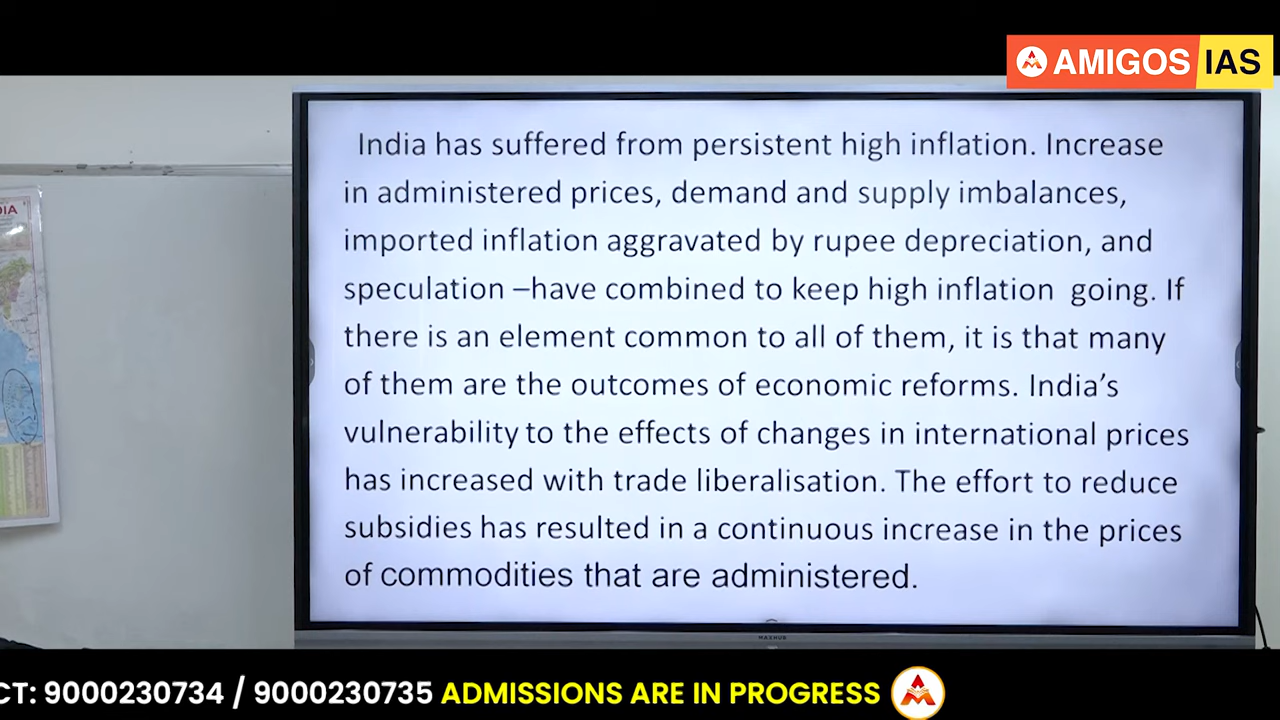 AMIGOS IAS
DIA
India has suffered from persistent high inflation. Increase
in administered prices, demand and supply imbalances,
imported inflation aggravated by rupee depreciation, and
speculation –have combined to keep high inflation going. If
there is an element common to all of them, it is that many
of them are the outcomes of economic reforms. India’s
vulnerability to the effects of changes in international prices
has increased with trade liberalisation. The effort to reduce
subsidies has resulted in a continuous increase in the prices
of commodities that are administered.
MAXHUB
CT: 9000230734 / 9000230735 ADMISSIONS ARE IN PROGRESS